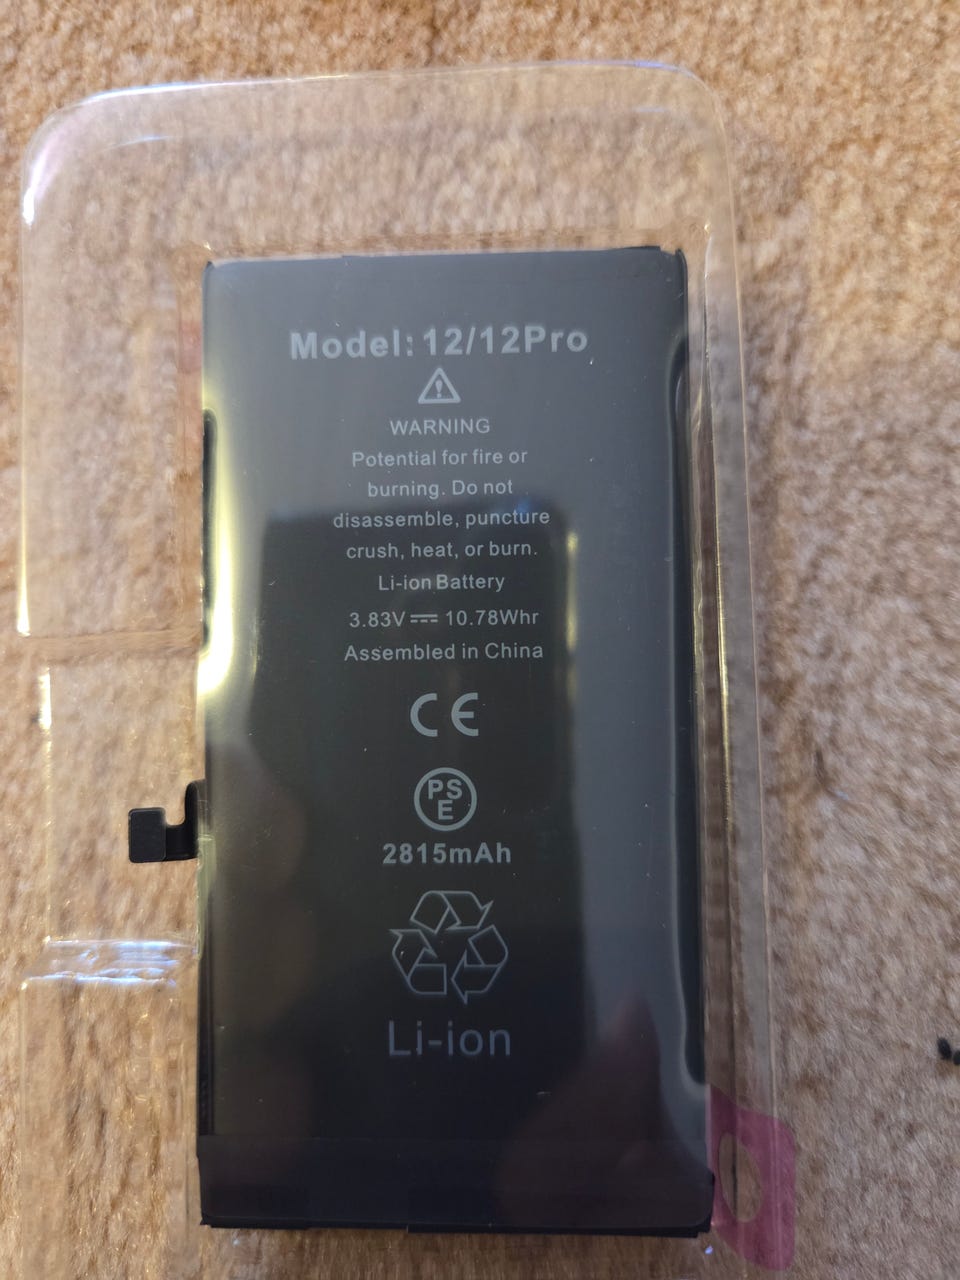 Model: 12/12Pro
WARNING
Potential for fire or
burning. Do not
disassemble, puncture
crush, heat, or burn.
Li-ion Battery
3.83V ⎓ 10.78Whr
Assembled in China
CE
PS
E
2815mAh
Li-ion